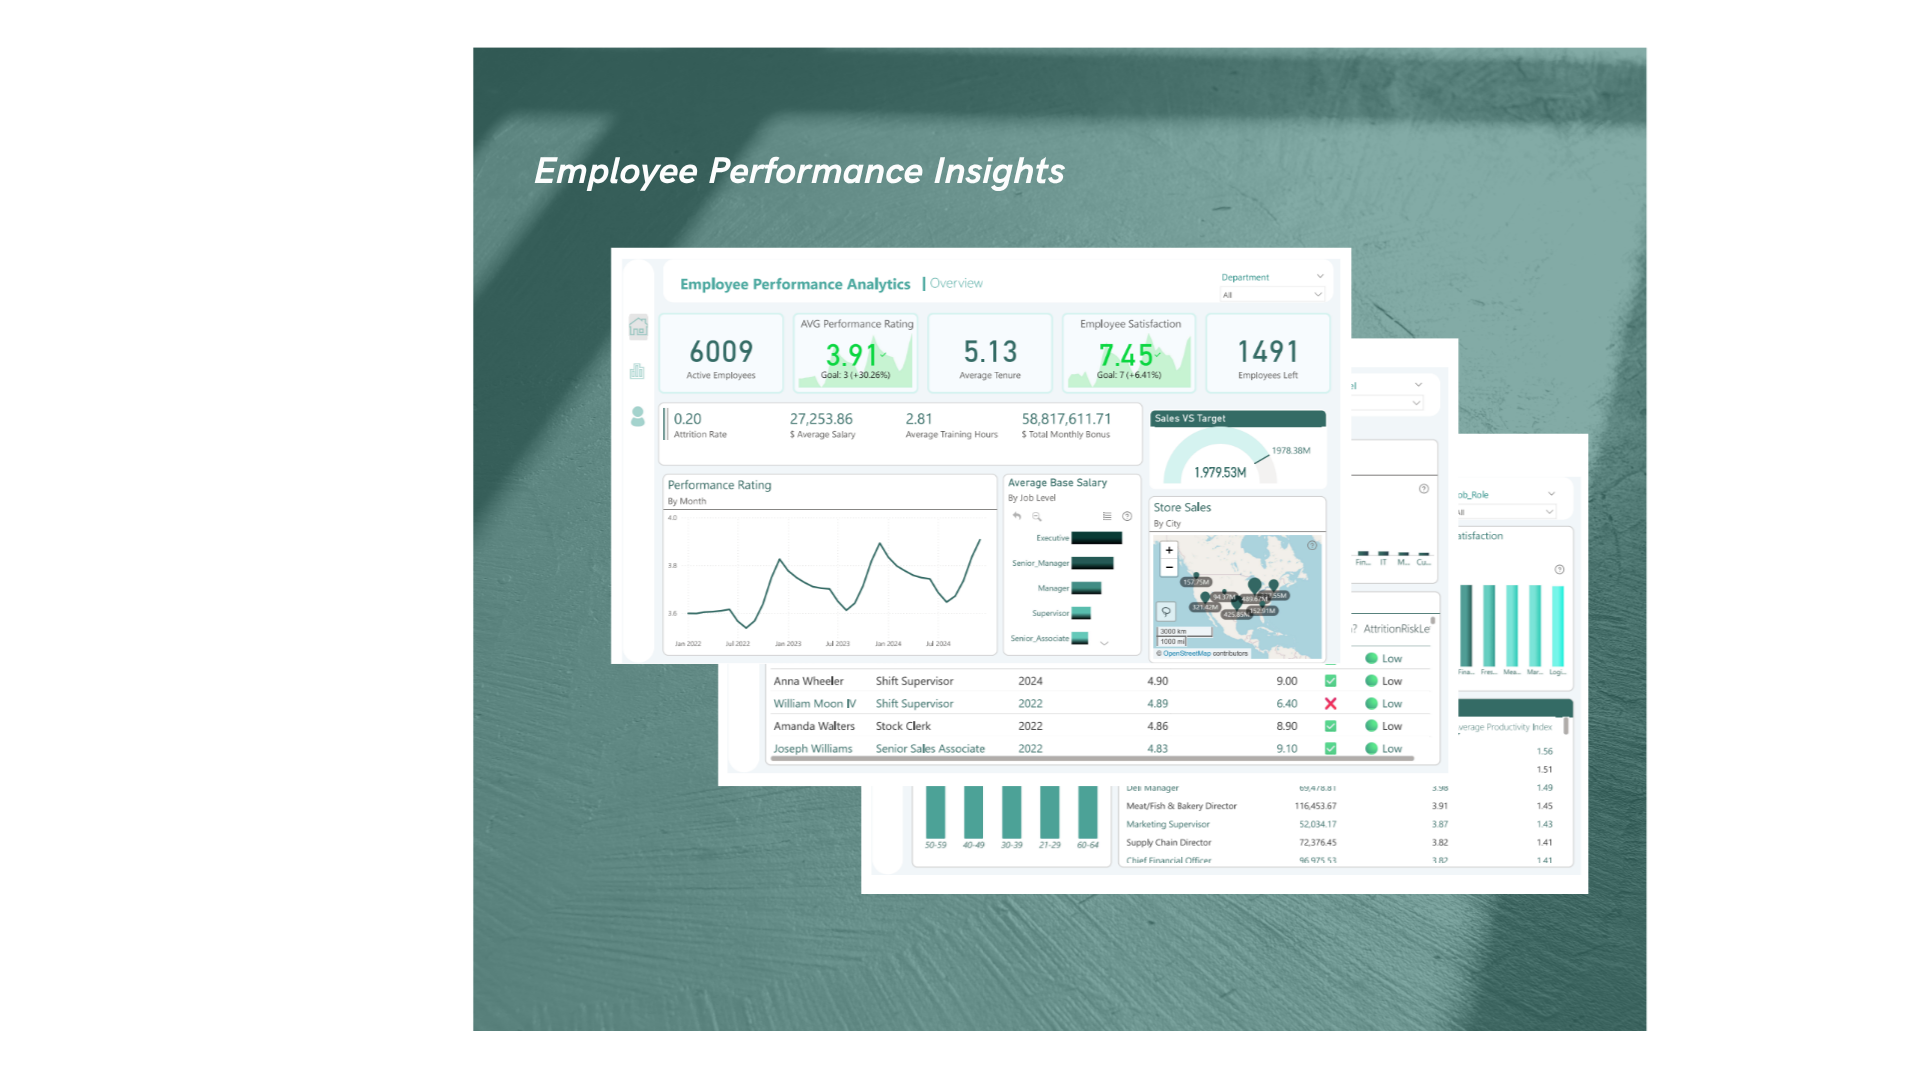 Employee Performance Insights
Employee Performance Analytics | Overview
Department
All
6009
Active Employees
AVG Performance Rating
3.91
Goal: 3 (+30.26%)
5.13
Average Tenure
Employee Satisfaction
7.45
Goal: 7 (+6.41%)
1491
Employees Left
0.20
Attrition Rate
27,253.86
$ Average Salary
2.81
Average Training Hours
58,817,611.71
$ Total Monthly Bonus
Sales VS Target
1978.38M
1.979.53M
Performance Rating
By Month
4.0
3.8
3.6
Jan 2022 Jul 2022 Jan 2023 Jul 2023 Jan 2024 Jul 2024
Average Base Salary
By Job Level
Executive
Senior_Manager
Manager
Supervisor
Senior_Associate
Store Sales
By City
+
−
157.75M
94.37M
321.42M
3000 km
1000 mi
© OpenStreetMap contributors
el
Fin... IT M... Cu...
? AttritionRiskLe
Low
Anna Wheeler Shift Supervisor 2024 4.90 9.00 Low
William Moon IV Shift Supervisor 2022 4.89 6.40 Low
Amanda Walters Stock Clerk 2022 4.86 8.90 Low
Joseph Williams Senior Sales Associate 2022 4.83 9.10 Low
ob_Role
All
atisfaction
Fina... Fres... Mea... Mar... Logi...
verage Productivity Index
1.56
1.51
Deli Manager 69,478.81 3.98 1.49
Meat/Fish & Bakery Director 116,453.67 3.91 1.45
Marketing Supervisor 52,034.17 3.87 1.43
Supply Chain Director 72,376.45 3.82 1.41
Chief Financial Officer 96,975.53 3.82 1.41
50-59 40-49 30-39 21-29 60-64